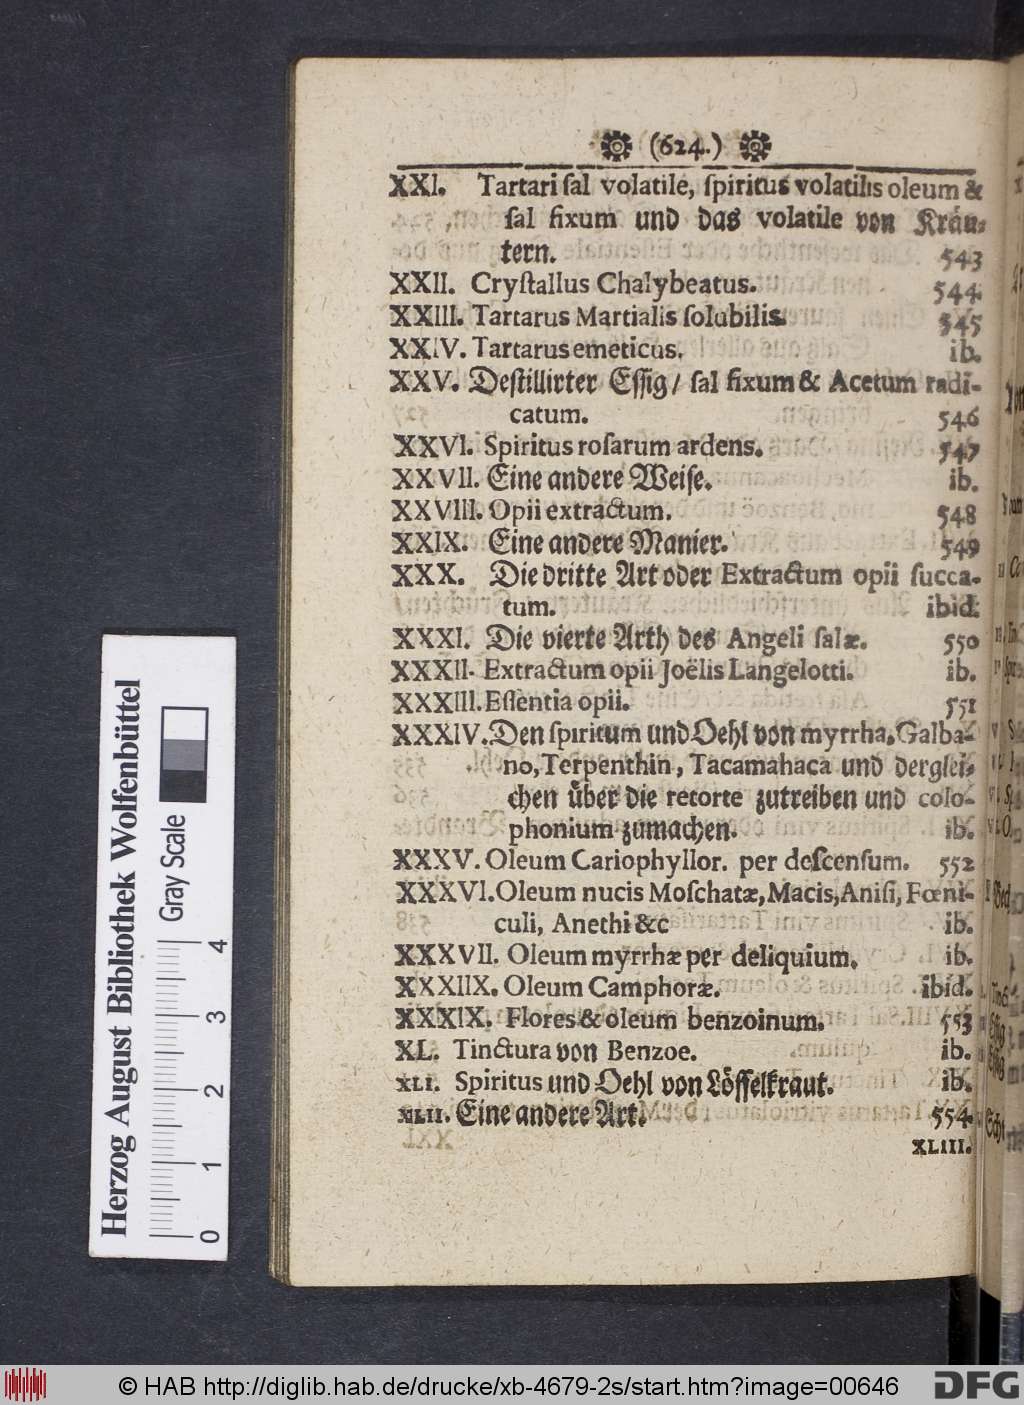 (624.)
XXI. Tartari ſal volatile, ſpiritus volatilis oleum &
ſal fixum und das volatile von Kräu-
tern. 543
XXII. Cryſtallus Chalybeatus. 544.
XXIII. Tartarus Martialis ſolubilis. 545
XXIV. Tartarus emeticus. ib.
XXV. Deſtillirter Eſſig / ſal fixum & Acetum radi-
catum. 546
XXVI. Spiritus roſarum ardens. 547
XXVII. Eine andere Weiſe. ib.
XXVIII. Opii extractum. 548
XXIX. Eine andere Manier. 549
XXX. Die dritte Art oder Extractum opii ſucca-
tum. ibid.
XXXI. Die vierte Arth des Angeli ſalæ. 550
XXXII. Extractum opii Joëlis Langelotti. ib.
XXXIII. Eſſentia opii. 551
XXXIV. Den ſpiritum und Oehl von myrrha, Galba-
no, Terpenthin, Tacamahaca und derglei-
chen über die retorte zutreiben und colo-
phonium zumachen. ib.
XXXV. Oleum Cariophyllor. per deſcenſum. 552
XXXVI. Oleum nucis Moſchatæ, Macis, Aniſi, Fœni-
culi, Anethi &c ib.
XXXVII. Oleum myrrhæ per deliquium. ib.
XXXIIX. Oleum Camphoræ. ibid.
XXXIX. Flores & oleum benzoinum. 553
XL. Tinctura von Benzoe. ib.
XLI. Spiritus und Oehl von Löffelkraut. ib.
XLII. Eine andere Art. 554.
XLIII.
Herzog August Bibliothek Wolfenbüttel
Gray Scale
0 1 2 3 4
© HAB http://diglib.hab.de/drucke/xb-4679-2s/start.htm?image=00646
DFG